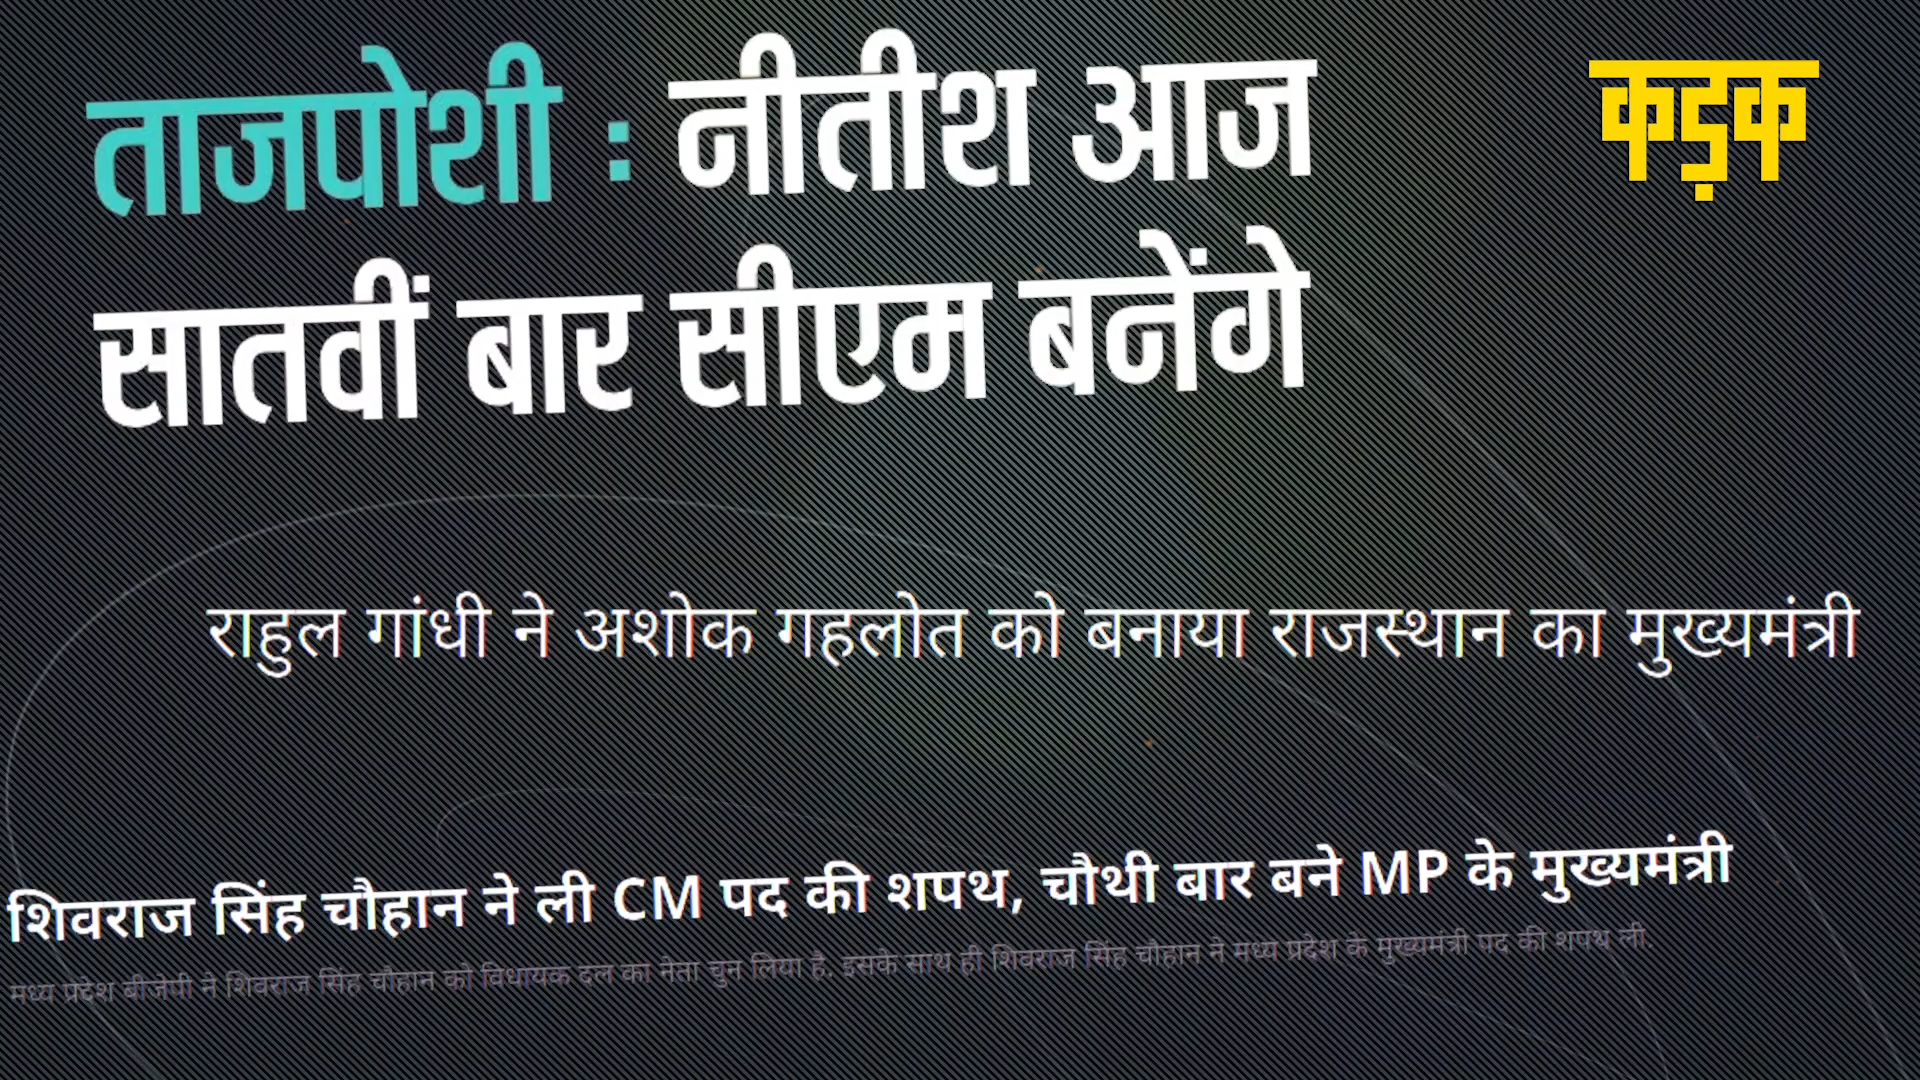 ताजपोशी : नीतीश आज
कड़क
सातवीं बार सीएम बनेंगे
राहुल गांधी ने अशोक गहलोत को बनाया राजस्थान का मुख्यमंत्री
शिवराज सिंह चौहान ने ली CM पद की शपथ, चौथी बार बने MP के मुख्यमंत्री
मध्य प्रदेश बीजेपी ने शिवराज सिंह चौहान को विधायक दल का नेता चुन लिया है. इसके साथ ही शिवराज सिंह चौहान ने मध्य प्रदेश के मुख्यमंत्री पद की शपथ ली.